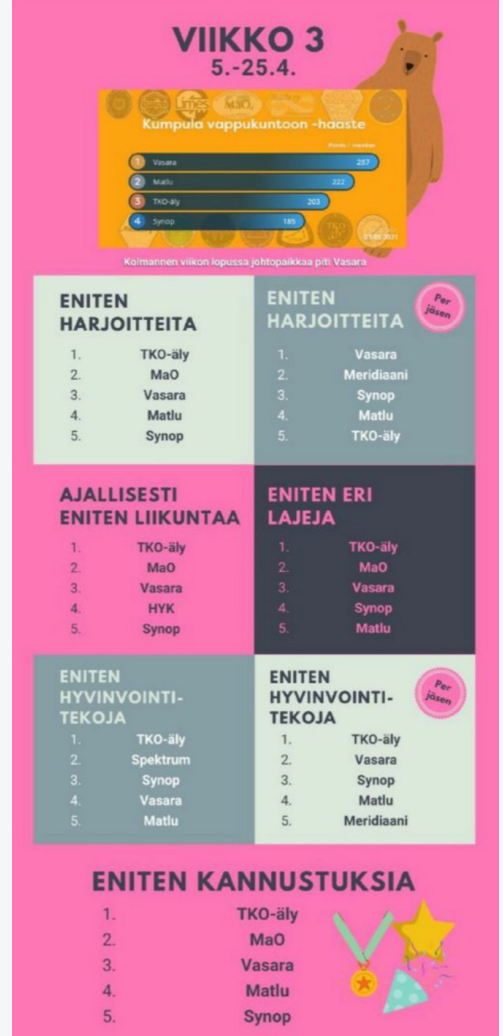 VIIKKO 3
5.-25.4.
Kumpula vappukuntoon -haaste
Points / member
1 Vasara 257
2 Matlu 222
3 TKO-äly 203
4 Synop 185
Kolmannen viikon lopussa johtopaikkaa piti Vasara
ENITEN
HARJOITTEITA
1. TKO-äly
2. MaO
3. Vasara
4. Matlu
5. Synop
ENITEN
HARJOITTEITA
Per
jäsen
1. Vasara
2. Meridiaani
3. Synop
4. Matlu
5. TKO-äly
AJALLISESTI
ENITEN LIIKUNTAA
1. TKO-äly
2. MaO
3. Vasara
4. HYK
5. Synop
ENITEN ERI
LAJEJA
1. TKO-äly
2. MaO
3. Vasara
4. Synop
5. Matlu
ENITEN
HYVINVOINTI-
TEKOJA
1. TKO-äly
2. Spektrum
3. Synop
4. Vasara
5. Matlu
ENITEN
HYVINVOINTI-
TEKOJA
Per
jäsen
1. TKO-äly
2. Vasara
3. Synop
4. Matlu
5. Meridiaani
ENITEN KANNUSTUKSIA
1. TKO-äly
2. MaO
3. Vasara
4. Matlu
5. Synop